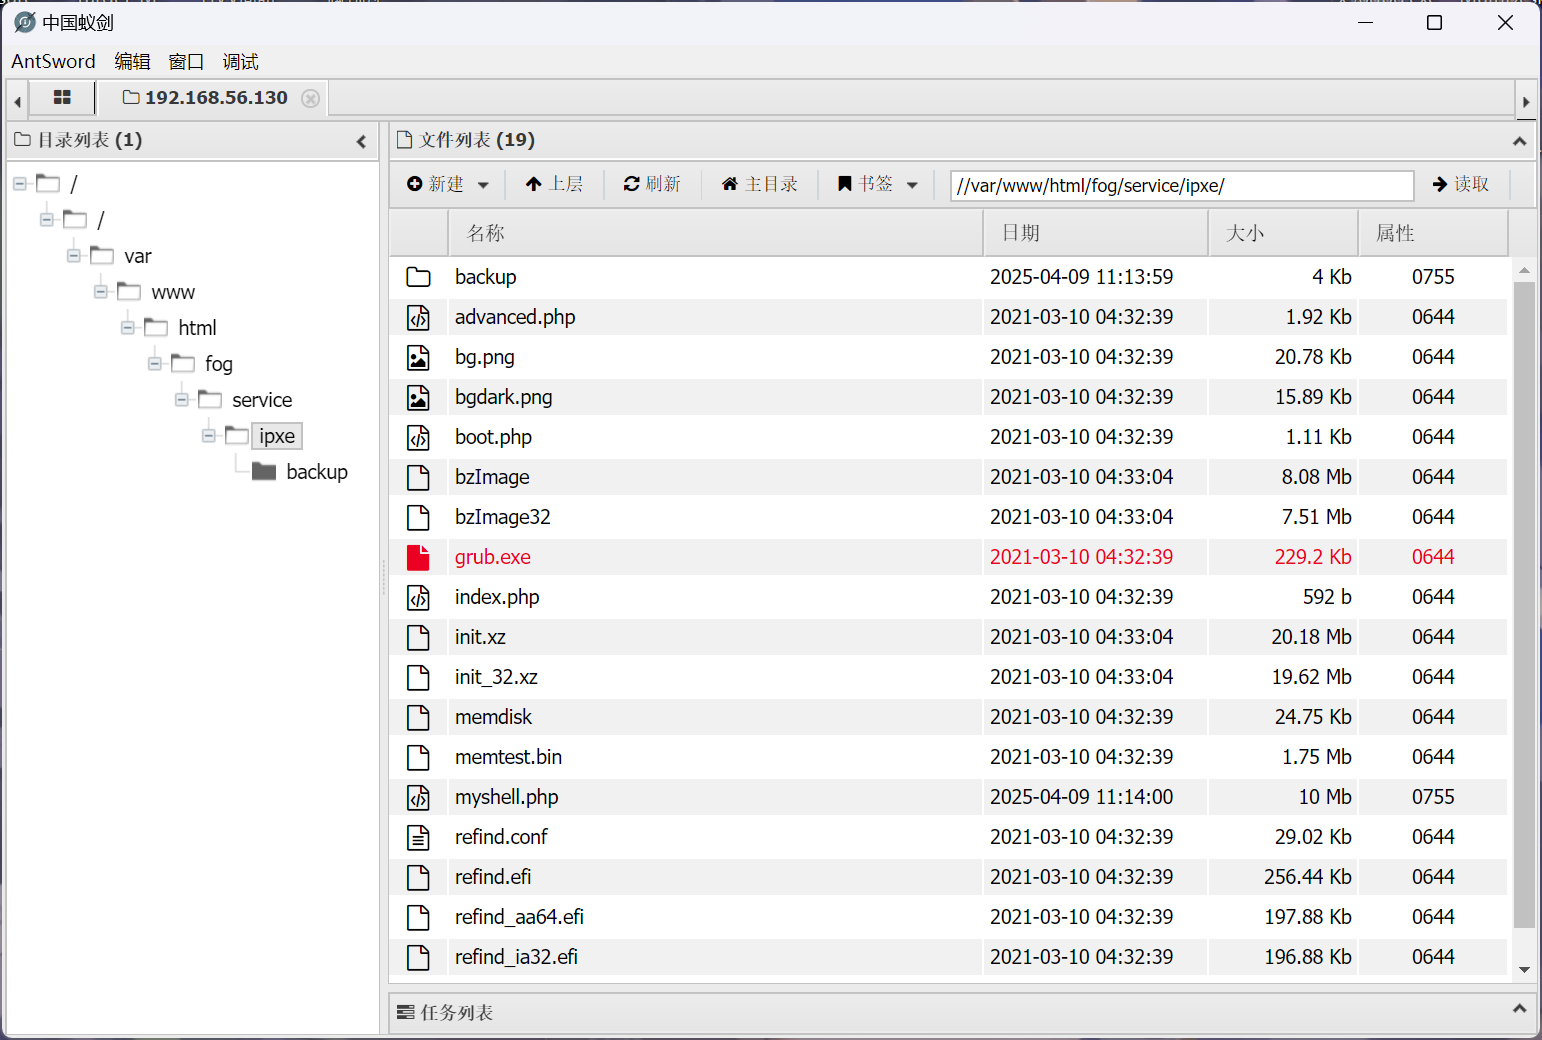 中国蚁剑
AntSword 编辑 窗口 调试
192.168.56.130
目录列表 (1)
/
/
var
www
html
fog
service
ipxe
backup
文件列表 (19)
新建 上层 刷新 主目录 书签 //var/www/html/fog/service/ipxe/ 读取
名称 日期 大小 属性
backup 2025-04-09 11:13:59 4 Kb 0755
advanced.php 2021-03-10 04:32:39 1.92 Kb 0644
bg.png 2021-03-10 04:32:39 20.78 Kb 0644
bgdark.png 2021-03-10 04:32:39 15.89 Kb 0644
boot.php 2021-03-10 04:32:39 1.11 Kb 0644
bzImage 2021-03-10 04:33:04 8.08 Mb 0644
bzImage32 2021-03-10 04:33:04 7.51 Mb 0644
grub.exe 2021-03-10 04:32:39 229.2 Kb 0644
index.php 2021-03-10 04:32:39 592 b 0644
init.xz 2021-03-10 04:33:04 20.18 Mb 0644
init_32.xz 2021-03-10 04:33:04 19.62 Mb 0644
memdisk 2021-03-10 04:32:39 24.75 Kb 0644
memtest.bin 2021-03-10 04:32:39 1.75 Mb 0644
myshell.php 2025-04-09 11:14:00 10 Mb 0755
refind.conf 2021-03-10 04:32:39 29.02 Kb 0644
refind.efi 2021-03-10 04:32:39 256.44 Kb 0644
refind_aa64.efi 2021-03-10 04:32:39 197.88 Kb 0644
refind_ia32.efi 2021-03-10 04:32:39 196.88 Kb 0644
任务列表